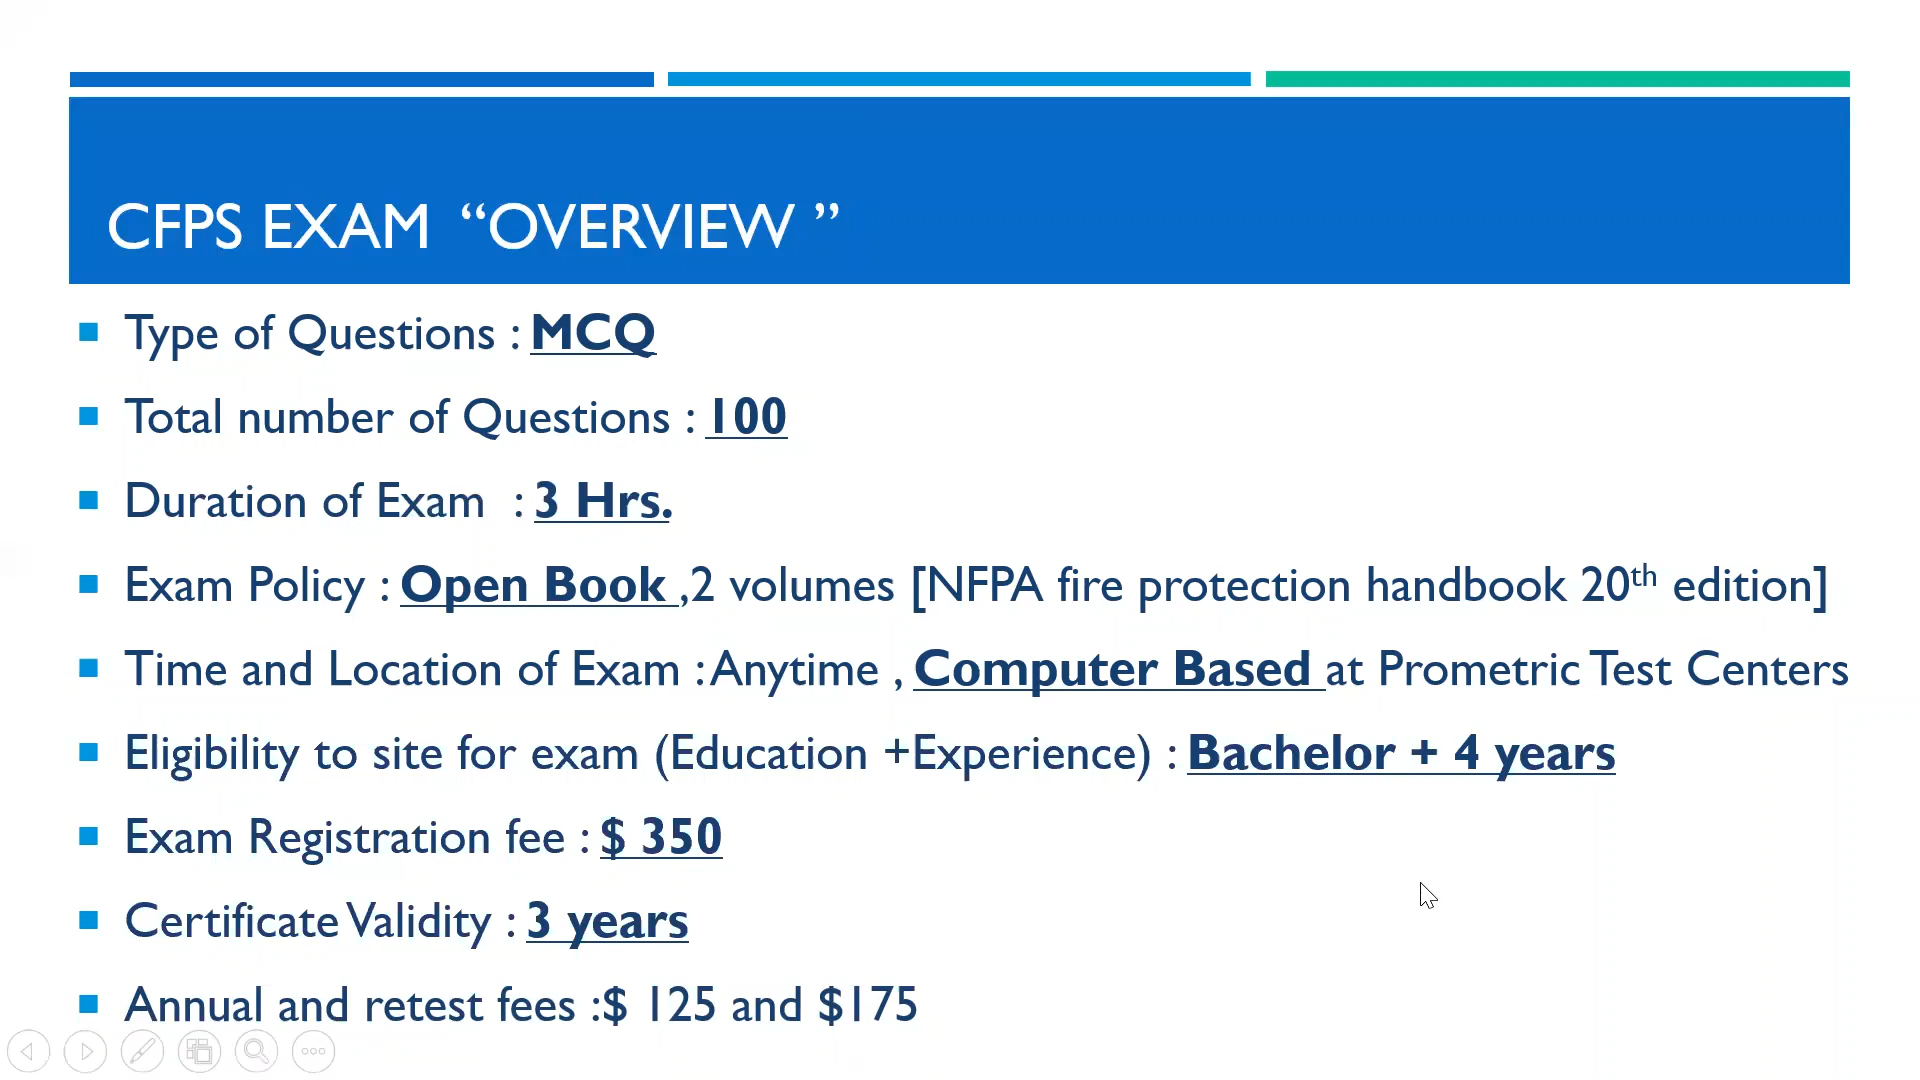 CFPS EXAM “OVERVIEW ”
Type of Questions : MCQ
Total number of Questions : 100
Duration of Exam : 3 Hrs.
Exam Policy : Open Book ,2 volumes [NFPA fire protection handbook 20th edition]
Time and Location of Exam : Anytime , Computer Based at Prometric Test Centers
Eligibility to site for exam (Education +Experience) : Bachelor + 4 years
Exam Registration fee : $ 350
Certificate Validity : 3 years
Annual and retest fees :$ 125 and $175